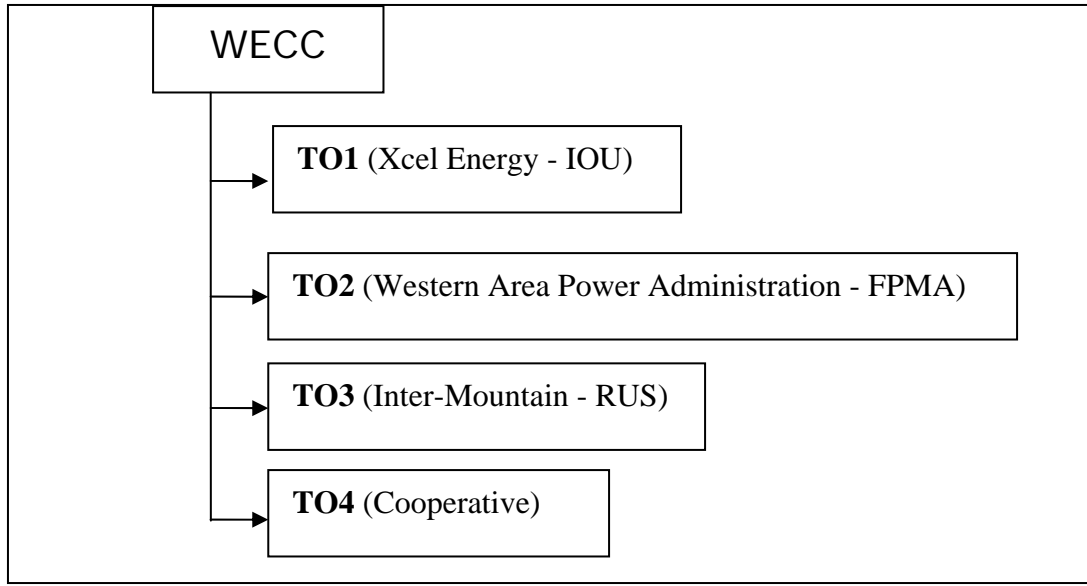 WECC
TO1 (Xcel Energy - IOU)
TO2 (Western Area Power Administration - FPMA)
TO3 (Inter-Mountain - RUS)
TO4 (Cooperative)